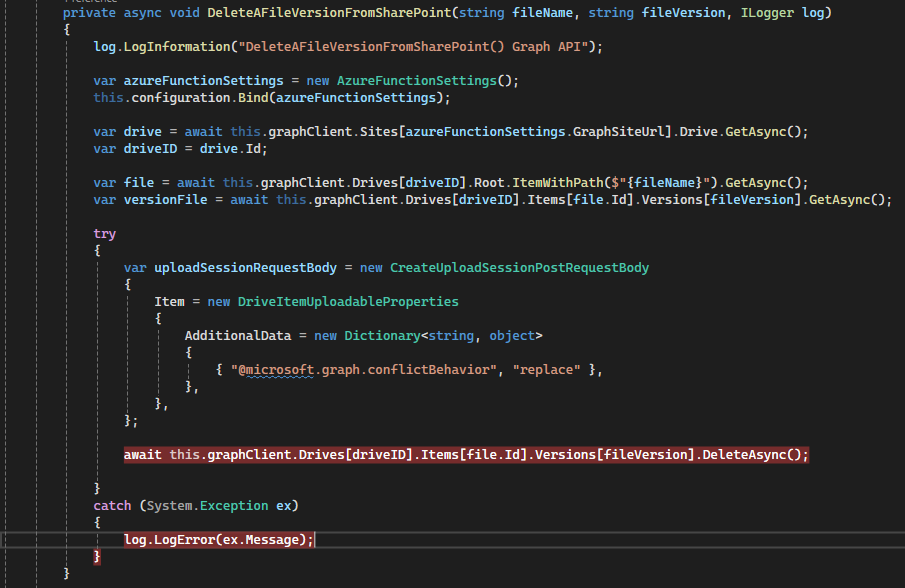 private async void DeleteAFileVersionFromSharePoint(string fileName, string fileVersion, ILogger log)
{
log.LogInformation("DeleteAFileVersionFromSharePoint() Graph API");
var azureFunctionSettings = new AzureFunctionSettings();
this.configuration.Bind(azureFunctionSettings);
var drive = await this.graphClient.Sites[azureFunctionSettings.GraphSiteUrl].Drive.GetAsync();
var driveID = drive.Id;
var file = await this.graphClient.Drives[driveID].Root.ItemWithPath($"{fileName}").GetAsync();
var versionFile = await this.graphClient.Drives[driveID].Items[file.Id].Versions[fileVersion].GetAsync();
try
{
var uploadSessionRequestBody = new CreateUploadSessionPostRequestBody
{
Item = new DriveItemUploadableProperties
{
AdditionalData = new Dictionary<string, object>
{
{ "@microsoft.graph.conflictBehavior", "replace" },
},
},
};
await this.graphClient.Drives[driveID].Items[file.Id].Versions[fileVersion].DeleteAsync();
}
catch (System.Exception ex)
{
log.LogError(ex.Message);
}
}